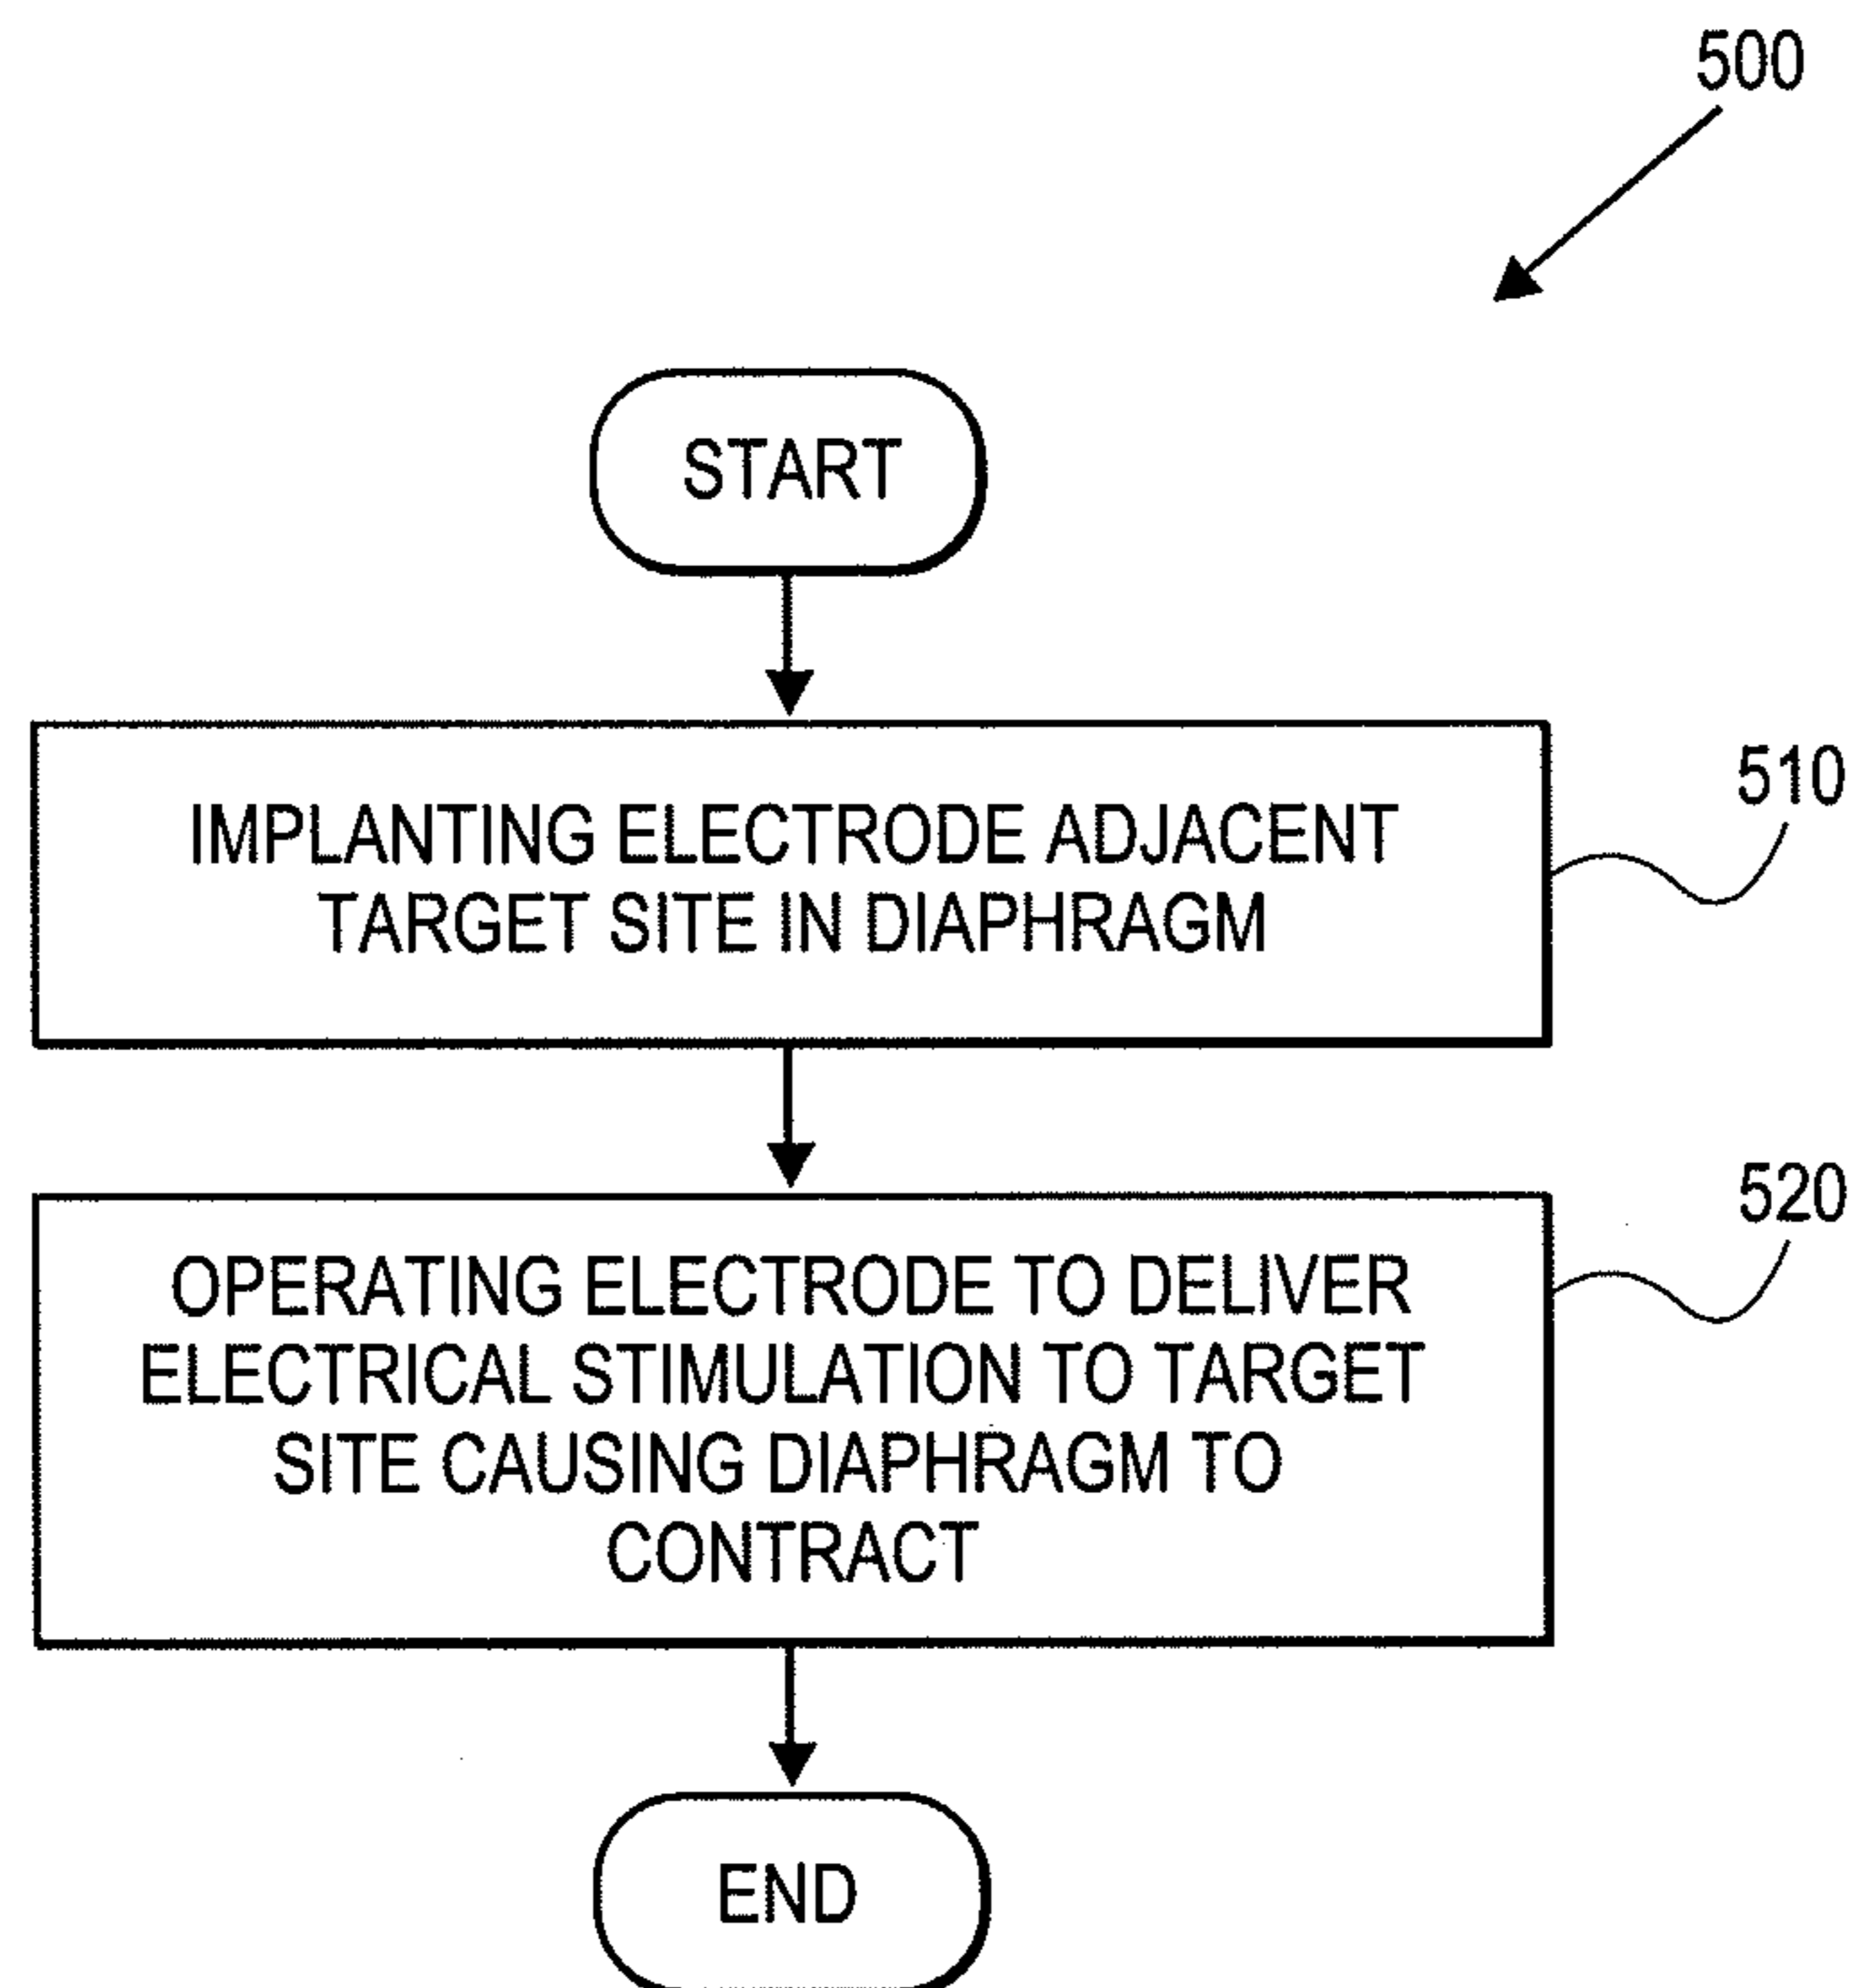 500
START
510
IMPLANTING ELECTRODE ADJACENT
TARGET SITE IN DIAPHRAGM
520
OPERATING ELECTRODE TO DELIVER
ELECTRICAL STIMULATION TO TARGET
SITE CAUSING DIAPHRAGM TO
CONTRACT
END